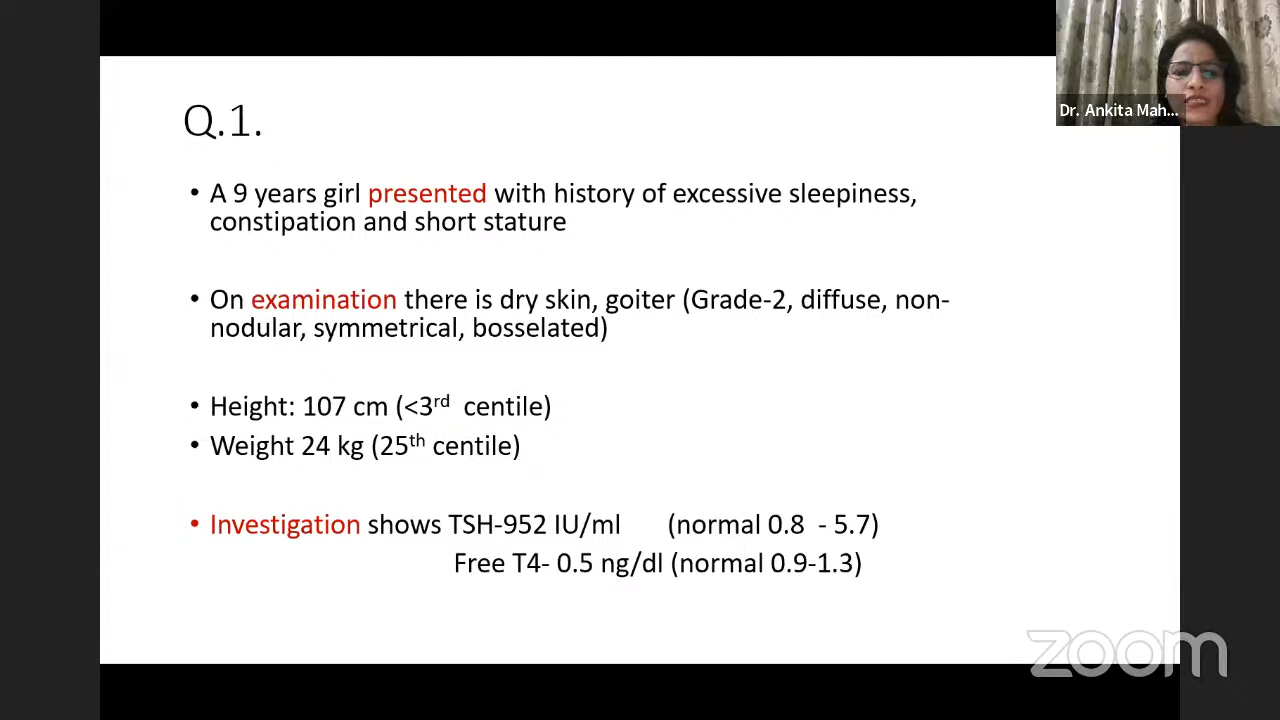 Q.1.
Dr. Ankita Mah...
• A 9 years girl presented with history of excessive sleepiness,
constipation and short stature
• On examination there is dry skin, goiter (Grade-2, diffuse, non-
nodular, symmetrical, bosselated)
• Height: 107 cm (<3rd centile)
• Weight 24 kg (25th centile)
• Investigation shows TSH-952 IU/ml (normal 0.8 - 5.7)
Free T4- 0.5 ng/dl (normal 0.9-1.3)
zoom